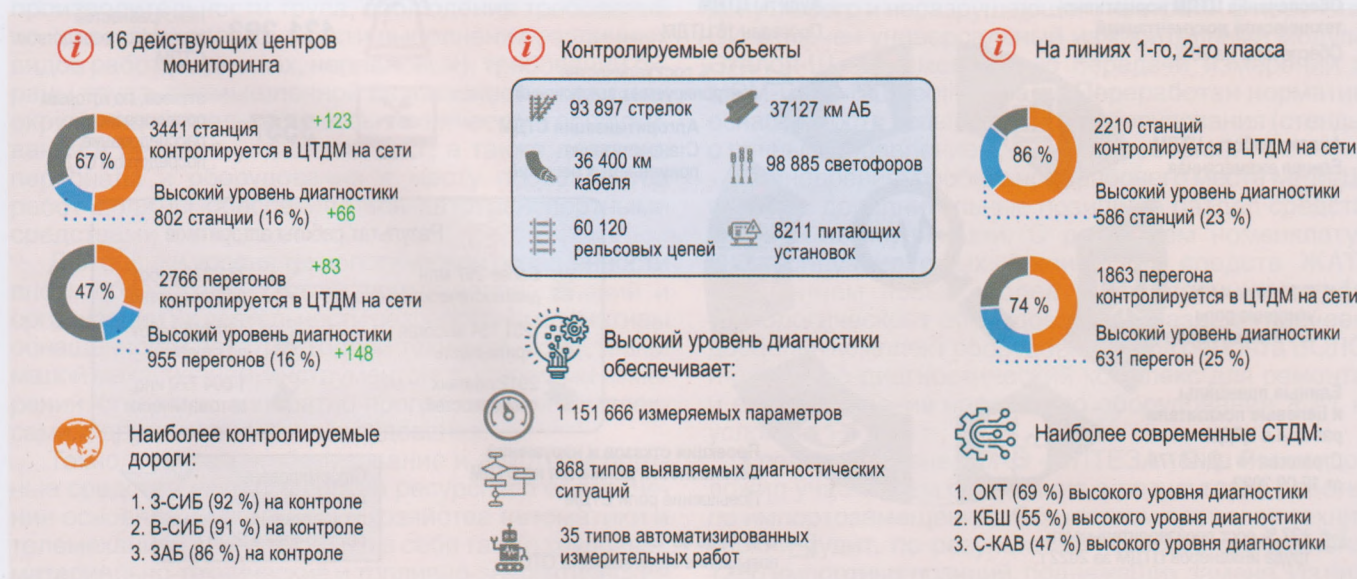 16 действующих центров
мониторинга
67 %
3441 станция +123
контролируется в ЦТДМ на сети
Высокий уровень диагностики
802 станции (16 %) +66
47 %
2766 перегонов +83
контролируется в ЦТДМ на сети
Высокий уровень диагностики
955 перегонов (16 %) +148
Наиболее контролируемые
дороги:
1. З-СИБ (92 %) на контроле
2. В-СИБ (91 %) на контроле
3. ЗАБ (86 %) на контроле
Контролируемые объекты
93 897 стрелок
37127 км АБ
36 400 км
кабеля
98 885 светофоров
60 120
рельсовых цепей
8211 питающих
установок
Высокий уровень диагностики
обеспечивает:
1 151 666 измеряемых параметров
868 типов выявляемых диагностических
ситуаций
35 типов автоматизированных
измерительных работ
На линиях 1-го, 2-го класса
86 %
2210 станций
контролируется в ЦТДМ на сети
Высокий уровень диагностики
586 станций (23 %)
74 %
1863 перегона
контролируется в ЦТДМ на сети
Высокий уровень диагностики
631 перегон (25 %)
Наиболее современные СТДМ:
1. ОКТ (69 %) высокого уровня диагностики
2. КБШ (55 %) высокого уровня диагностики
3. С-КАВ (47 %) высокого уровня диагностики